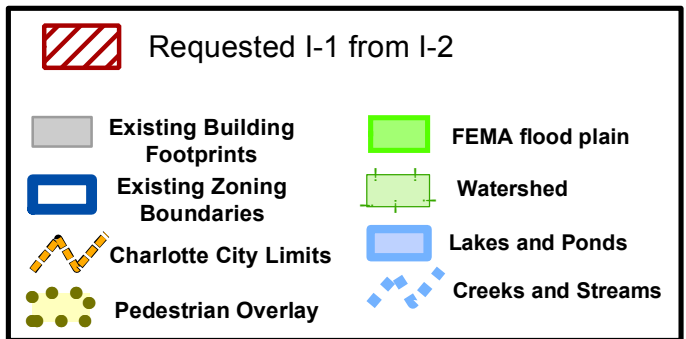 Requested I-1 from I-2
Existing Building
Footprints
Existing Zoning
Boundaries
Charlotte City Limits
Pedestrian Overlay
FEMA flood plain
Watershed
Lakes and Ponds
Creeks and Streams